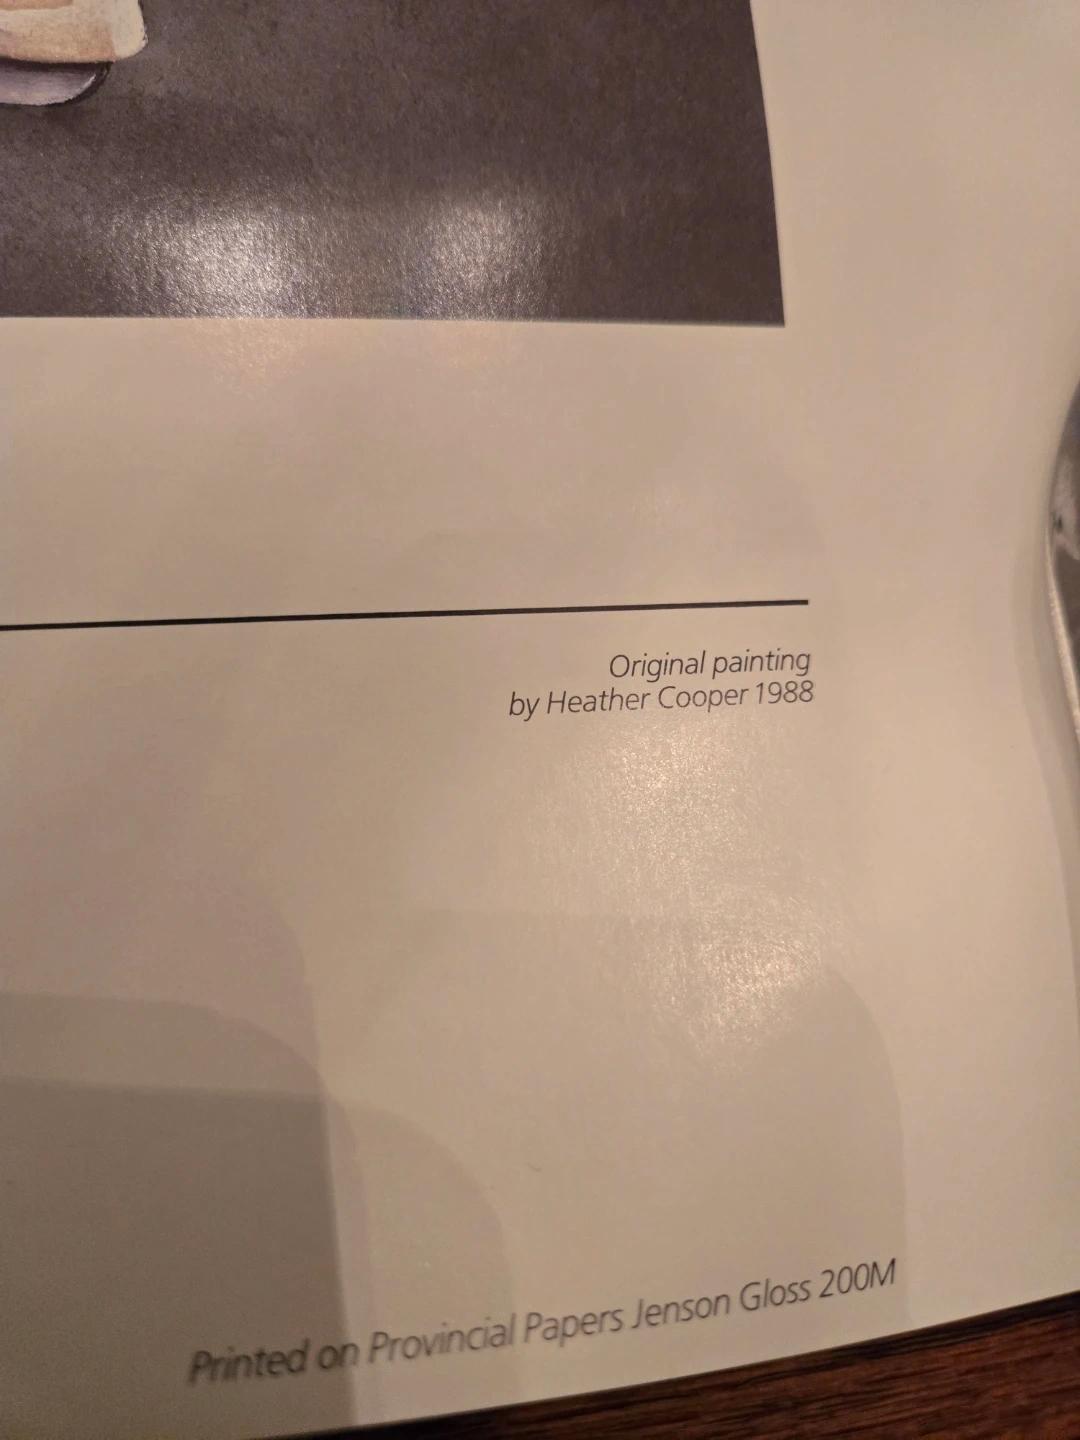 Original painting
by Heather Cooper 1988
Printed on Provincial Papers Jenson Gloss 200M